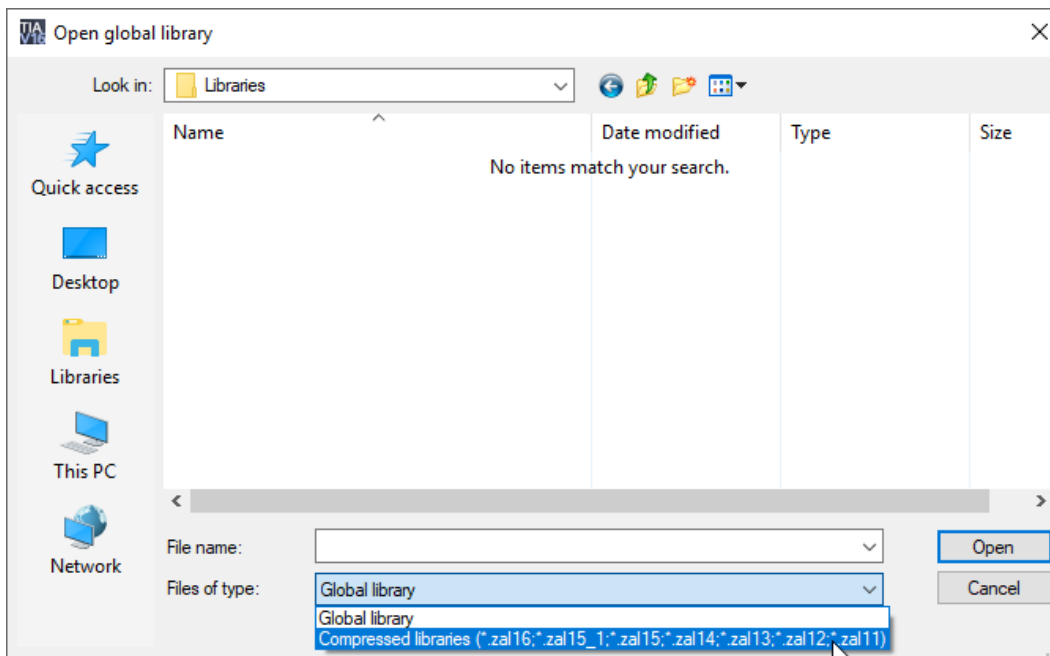 TIA V16 Open global library
Look in: Libraries
Name Date modified Type Size
No items match your search.
Quick access
Desktop
Libraries
This PC
Network
File name: Open
Files of type: Global library Cancel
Global library
Compressed libraries (*.zal16;*.zal15_1;*.zal15;*.zal14;*.zal13;*.zal12;*.zal11)